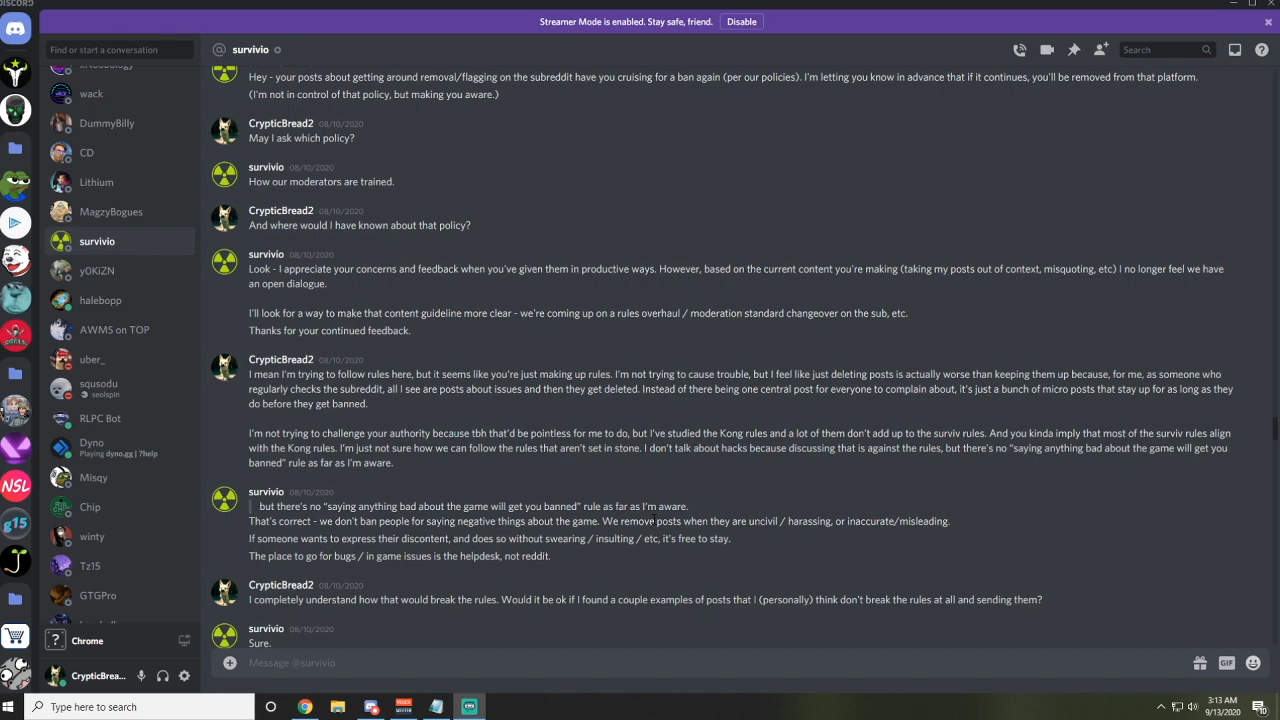 DISCORD
Streamer Mode is enabled. Stay safe, friend. Disable
Find or start a conversation
survivio
Search
wack
DummyBilly
CD
Lithium
MagzyBogues
survivio
y0KiZN
halebopp
AWMS on TOP
uber_
squsodu
seolspin
RLPC Bot
Dyno
Playing dyno.gg | ?help
Misqy
Chip
winty
Tz15
GTGPro
Chrome
CrypticBrea...
Hey - your posts about getting around removal/flagging on the subreddit have you cruising for a ban again (per our policies). I'm letting you know in advance that if it continues, you'll be removed from that platform.
(I'm not in control of that policy, but making you aware.)
CrypticBread2 08/10/2020
May I ask which policy?
survivio 08/10/2020
How our moderators are trained.
CrypticBread2 08/10/2020
And where would I have known about that policy?
survivio 08/10/2020
Look - I appreciate your concerns and feedback when you've given them in productive ways. However, based on the current content you're making (taking my posts out of context, misquoting, etc) I no longer feel we have
an open dialogue.
I'll look for a way to make that content guideline more clear - we're coming up on a rules overhaul / moderation standard changeover on the sub, etc.
Thanks for your continued feedback.
CrypticBread2 08/10/2020
I mean I'm trying to follow rules here, but it seems like you're just making up rules. I'm not trying to cause trouble, but I feel like just deleting posts is actually worse than keeping them up because, for me, as someone who
regularly checks the subreddit, all I see are posts about issues and then they get deleted. Instead of there being one central post for everyone to complain about, it's just a bunch of micro posts that stay up for as long as they
do before they get banned.
I'm not trying to challenge your authority because tbh that'd be pointless for me to do, but I've studied the Kong rules and a lot of them don't add up to the surviv rules. And you kinda imply that most of the surviv rules align
with the Kong rules. I'm just not sure how we can follow the rules that aren't set in stone. I don't talk about hacks because discussing that is against the rules, but there's no "saying anything bad about the game will get you
banned" rule as far as I'm aware.
survivio 08/10/2020
but there's no "saying anything bad about the game will get you banned" rule as far as I'm aware.
That's correct - we don't ban people for saying negative things about the game. We remove posts when they are uncivil / harassing, or inaccurate/misleading.
If someone wants to express their discontent, and does so without swearing / insulting / etc, it's free to stay.
The place to go for bugs / in game issues is the helpdesk, not reddit.
CrypticBread2 08/10/2020
I completely understand how that would break the rules. Would it be ok if I found a couple examples of posts that I (personally) think don't break the rules at all and sending them?
survivio 08/10/2020
Sure.
Message @survivio
GIF
NSL
g15
Type here to search
3:13 AM
9/13/2020